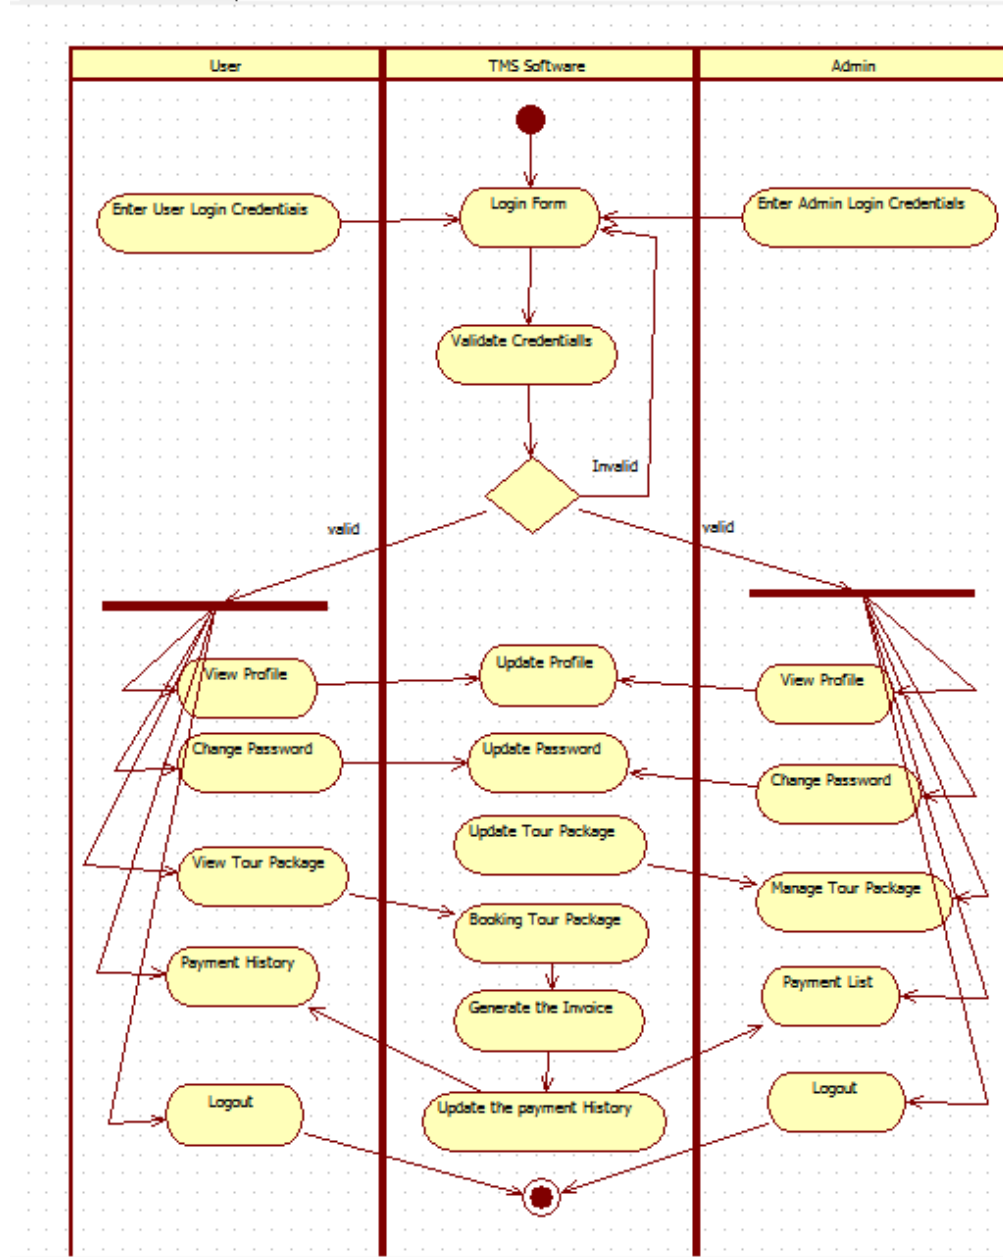 User
TMS Software
Admin
Enter User Login Credentiais
Login Form
Enter Admin Login Credentials
Validate Credentialls
Invalid
valid
valid
View Profile
Update Profile
View Profile
Change Password
Update Password
Change Password
Update Tour Package
View Tour Package
Manage Tour Package
Booking Tour Package
Payment History
Payment List
Generate the Invoice
Logout
Update the payment History
Logout